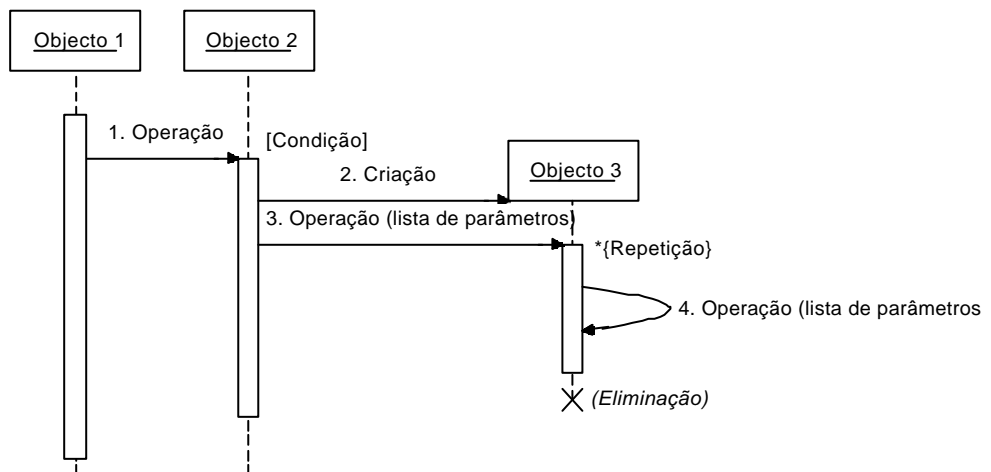 Objecto 1
Objecto 2
1. Operação
[Condição]
2. Criação
Objecto 3
3. Operação (lista de parâmetros)
*{Repetição}
4. Operação (lista de parâmetros
(Eliminação)